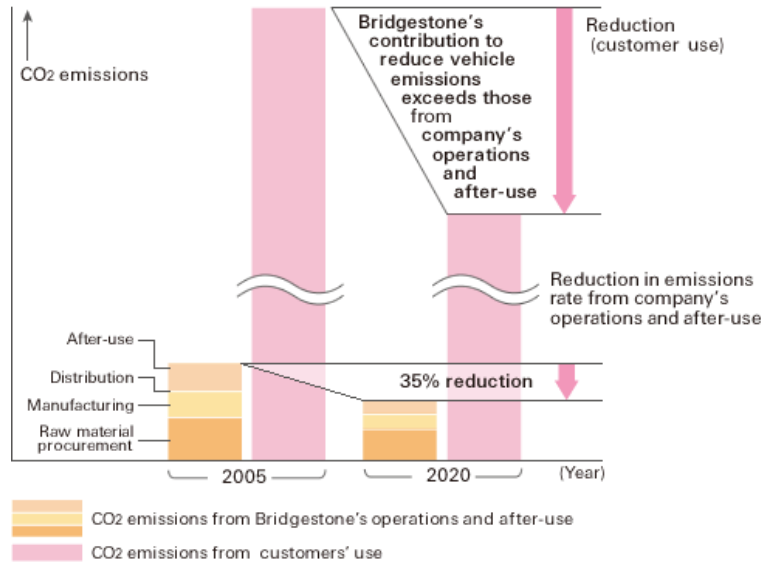 CO2 emissions
Bridgestone's
contribution to
reduce vehicle
emissions
exceeds those
from
company's
operations
and
after-use
Reduction
(customer use)
Reduction in emissions
rate from company's
operations and after-use
After-use
Distribution
Manufacturing
Raw material
procurement
35% reduction
2005
2020
(Year)
CO2 emissions from Bridgestone's operations and after-use
CO2 emissions from customers' use